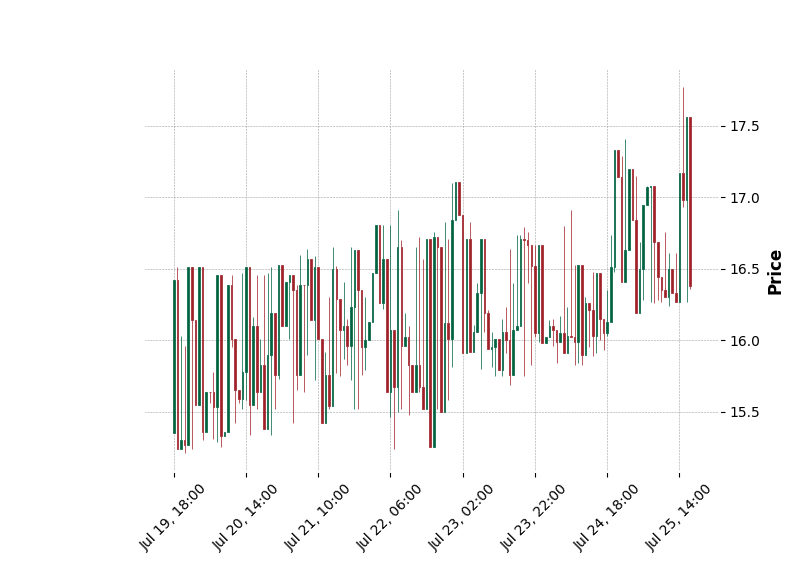 17.5
17.0
16.5
16.0
15.5
Price
Jul 19, 18:00
Jul 20, 14:00
Jul 21, 10:00
Jul 22, 06:00
Jul 23, 02:00
Jul 23, 22:00
Jul 24, 18:00
Jul 25, 14:00